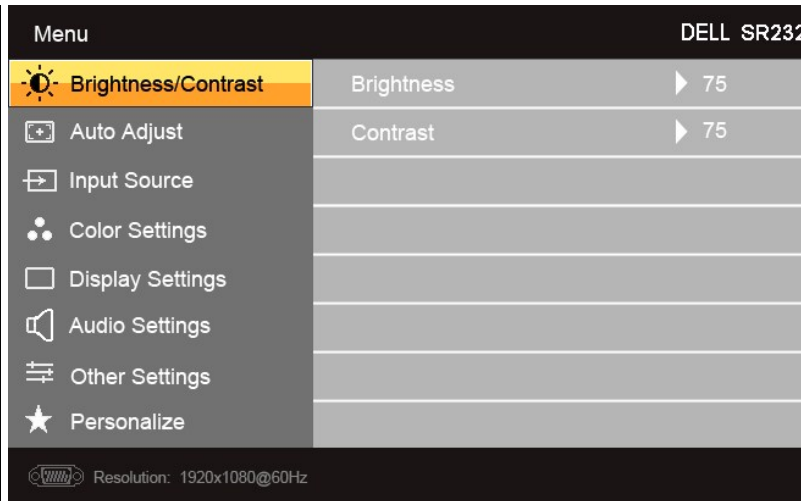 Menu DELL SR232
Brightness/Contrast Brightness 75
Auto Adjust Contrast 75
Input Source
Color Settings
Display Settings
Audio Settings
Other Settings
Personalize
Resolution: 1920x1080@60Hz